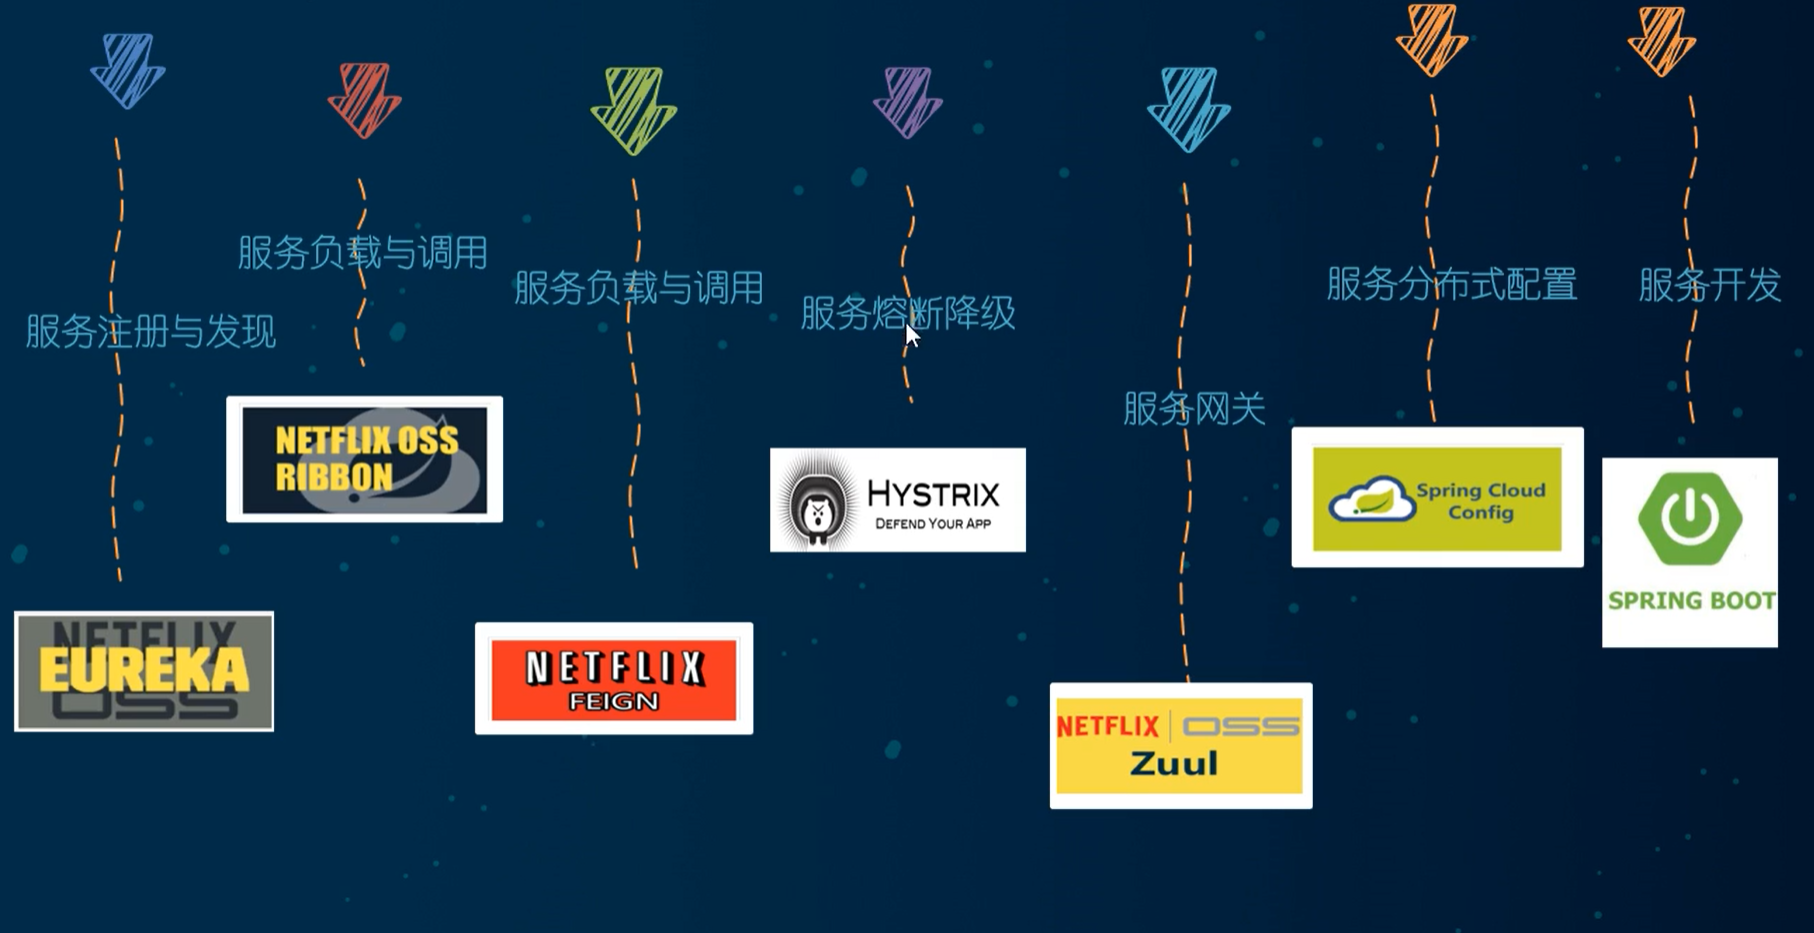 服务注册与发现
NETFLIX
EUREKA
OSS
服务负载与调用
NETFLIX OSS
RIBBON
服务负载与调用
NETFLIX
FEIGN
服务熔断降级
HYSTRIX
DEFEND YOUR APP
服务网关
NETFLIX | OSS
Zuul
服务分布式配置
Spring Cloud
Config
服务开发
SPRING BOOT